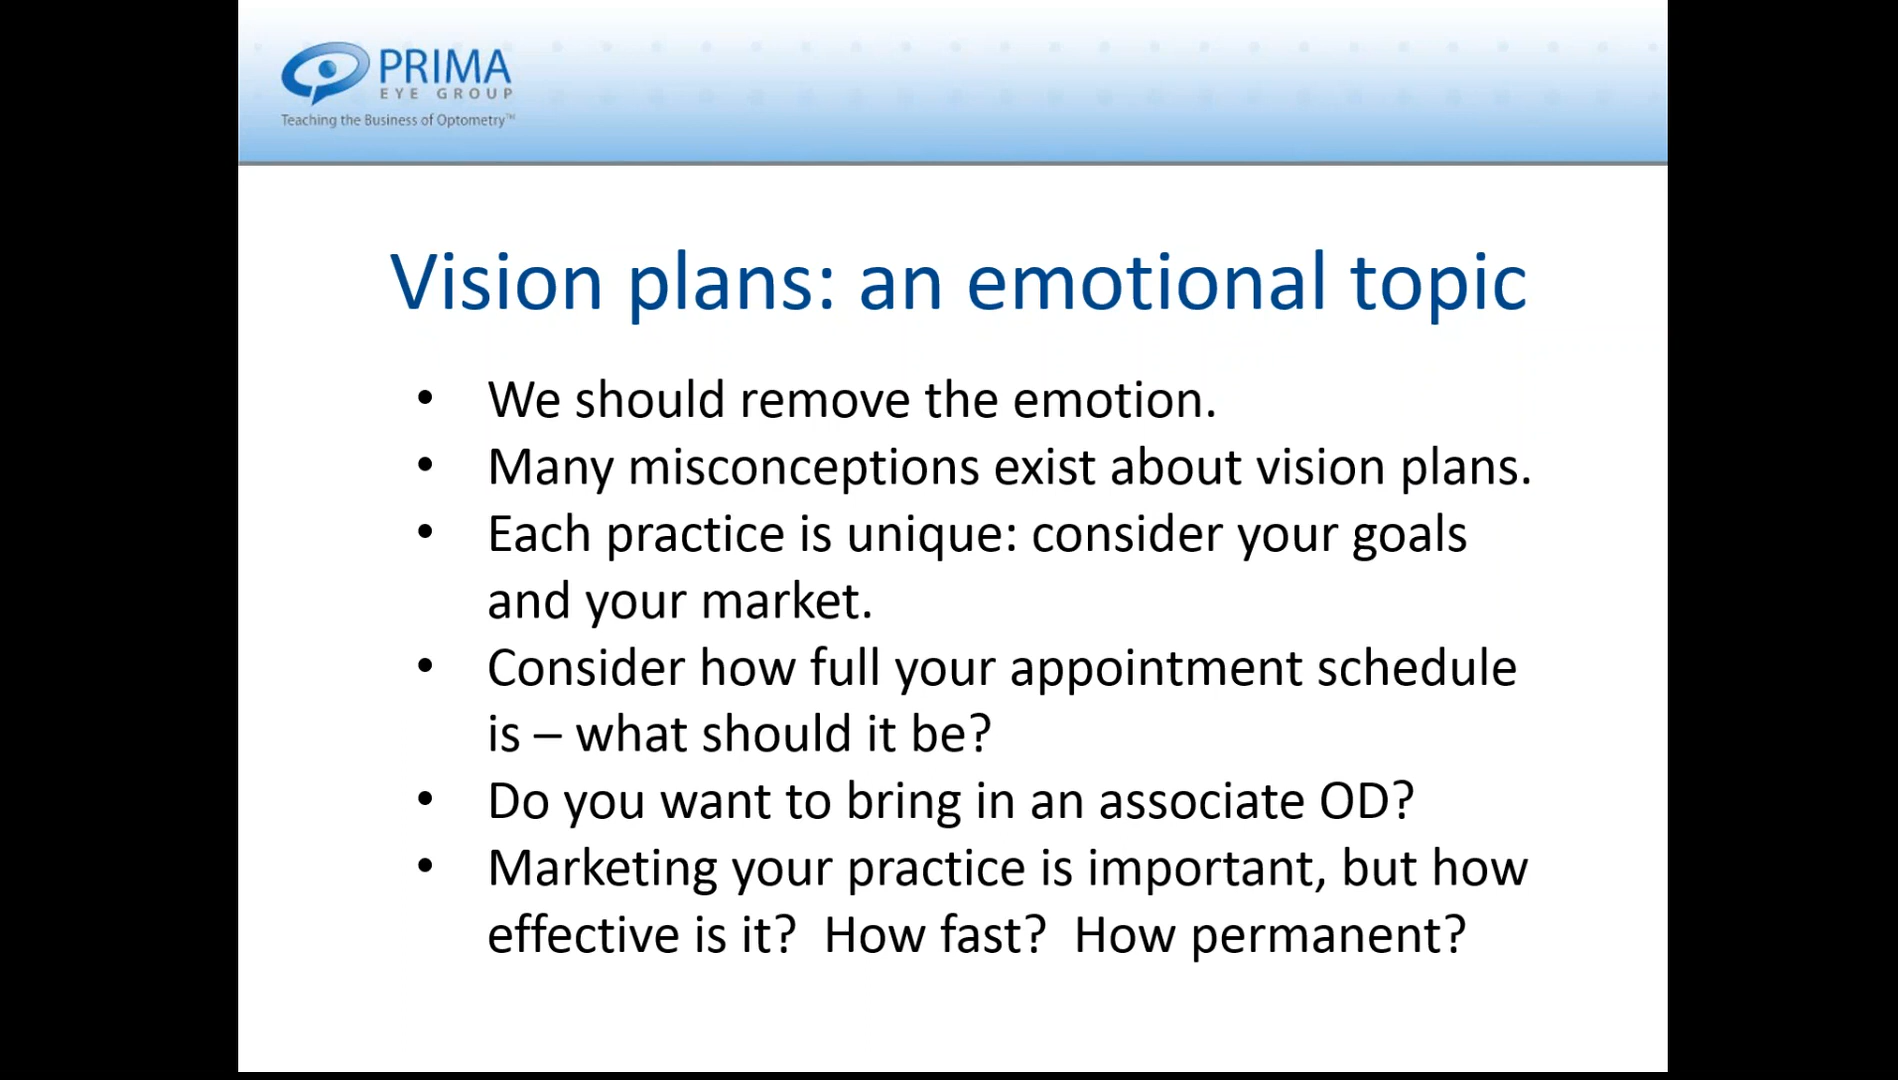 PRIMA
EYE GROUP
Teaching the Business of Optometry™
Vision plans: an emotional topic
• We should remove the emotion.
• Many misconceptions exist about vision plans.
• Each practice is unique: consider your goals
and your market.
• Consider how full your appointment schedule
is – what should it be?
• Do you want to bring in an associate OD?
• Marketing your practice is important, but how
effective is it?  How fast?  How permanent?